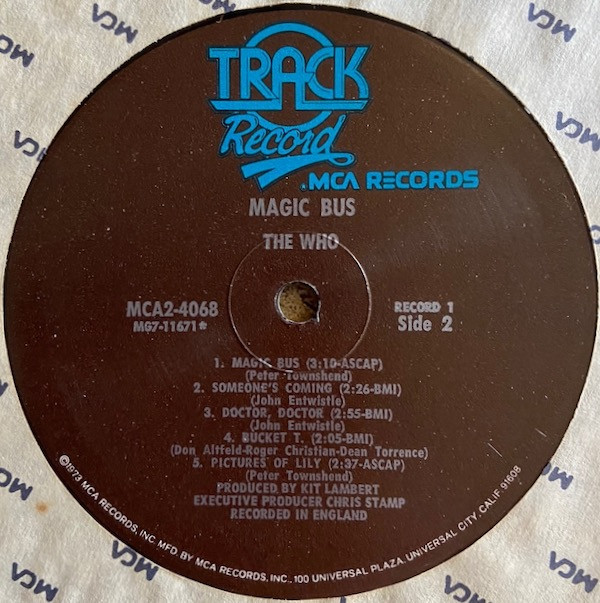 TRACK
Record
MCA RECORDS
MAGIC BUS
THE WHO
MCA2-4068
MG7-11671*
RECORD 1
Side 2
1. MAGIC BUS (3:10-ASCAP)
(Peter Townshend)
2. SOMEONE'S COMING (2:26-BMI)
(John Entwistle)
3. DOCTOR, DOCTOR (2:55-BMI)
(John Entwistle)
4. BUCKET T. (2:05-BMI)
(Don Altfeld-Roger Christian-Dean Torrence)
5. PICTURES OF LILY (2:37-ASCAP)
(Peter Townshend)
PRODUCED BY KIT LAMBERT
EXECUTIVE PRODUCER CHRIS STAMP
RECORDED IN ENGLAND
©1973 MCA RECORDS, INC. MFD. BY MCA RECORDS, INC., 100 UNIVERSAL PLAZA, UNIVERSAL CITY, CALIF. 91608
MCA
MCA
MCA
MCA
MCA
MCA
MCA
MCA
MCA
MCA
MCA